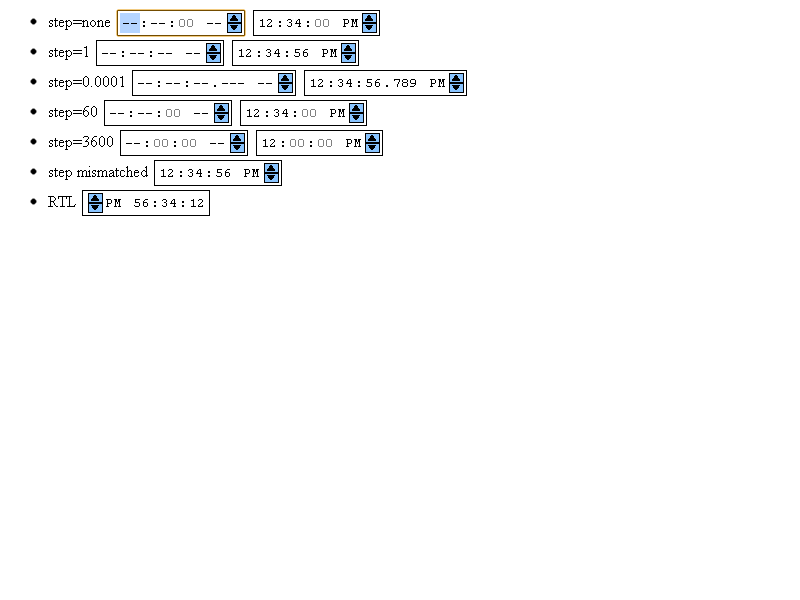 step=none --:--:00 -- 12:34:00 PM
step=1 --:--:-- -- 12:34:56 PM
step=0.0001 --:--:--.--- -- 12:34:56.789 PM
step=60 --:--:00 -- 12:34:00 PM
step=3600 --:00:00 -- 12:00:00 PM
step mismatched 12:34:56 PM
RTL PM 56:34:12